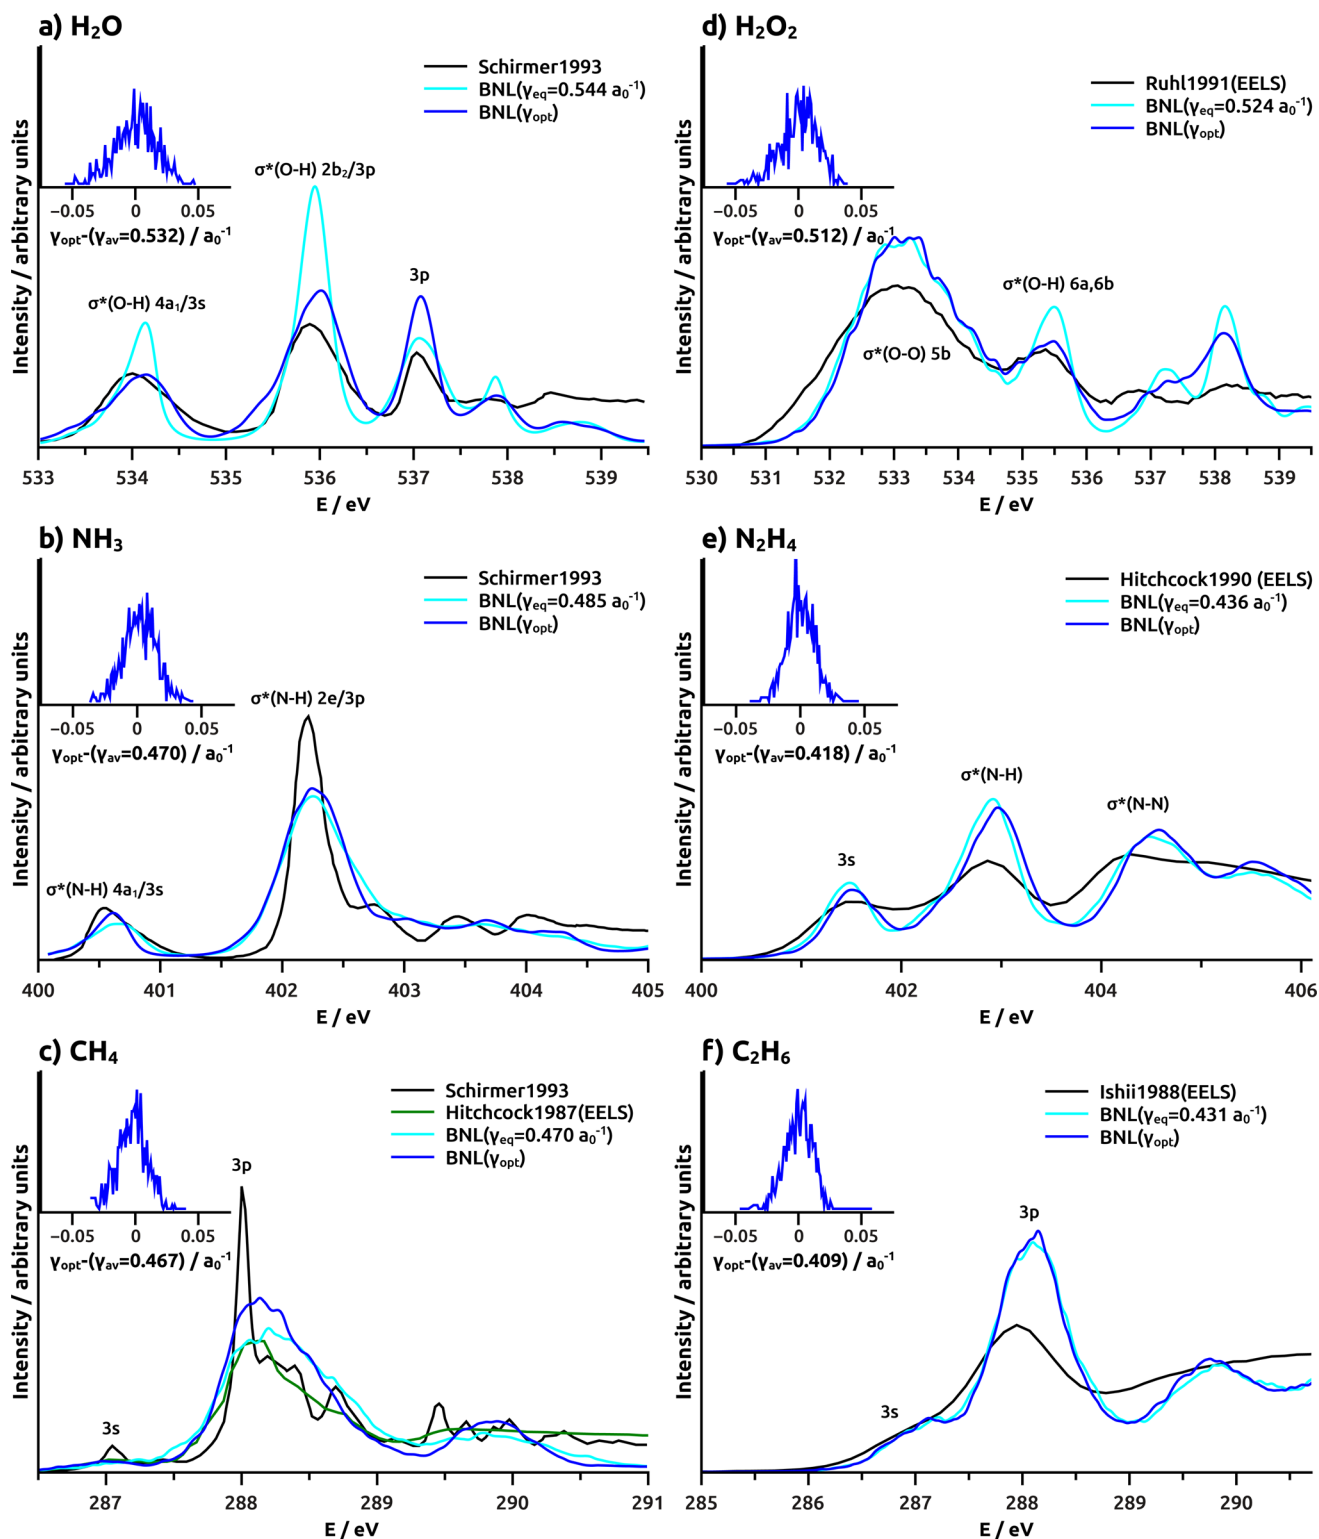 a) H₂O
Intensity / arbitrary units
Schirmer1993
BNL(γeq=0.544 a₀⁻¹)
BNL(γopt)
−0.05 0 0.05
γopt-(γav=0.532) / a₀⁻¹
σ*(O-H) 4a₁/3s
σ*(O-H) 2b₂/3p
3p
533 534 535 536 537 538 539
E / eV
d) H₂O₂
Intensity / arbitrary units
Ruhl1991(EELS)
BNL(γeq=0.524 a₀⁻¹)
BNL(γopt)
−0.05 0 0.05
γopt-(γav=0.512) / a₀⁻¹
σ*(O-O) 5b
σ*(O-H) 6a,6b
530 531 532 533 534 535 536 537 538 539
E / eV
b) NH₃
Intensity / arbitrary units
Schirmer1993
BNL(γeq=0.485 a₀⁻¹)
BNL(γopt)
−0.05 0 0.05
γopt-(γav=0.470) / a₀⁻¹
σ*(N-H) 4a₁/3s
σ*(N-H) 2e/3p
400 401 402 403 404 405
E / eV
e) N₂H₄
Intensity / arbitrary units
Hitchcock1990 (EELS)
BNL(γeq=0.436 a₀⁻¹)
BNL(γopt)
−0.05 0 0.05
γopt-(γav=0.418) / a₀⁻¹
3s
σ*(N-H)
σ*(N-N)
400 402 404 406
E / eV
c) CH₄
Intensity / arbitrary units
Schirmer1993
Hitchcock1987(EELS)
BNL(γeq=0.470 a₀⁻¹)
BNL(γopt)
−0.05 0 0.05
γopt-(γav=0.467) / a₀⁻¹
3s
3p
287 288 289 290 291
E / eV
f) C₂H₆
Intensity / arbitrary units
Ishii1988(EELS)
BNL(γeq=0.431 a₀⁻¹)
BNL(γopt)
−0.05 0 0.05
γopt-(γav=0.409) / a₀⁻¹
3s
3p
285 286 287 288 289 290
E / eV